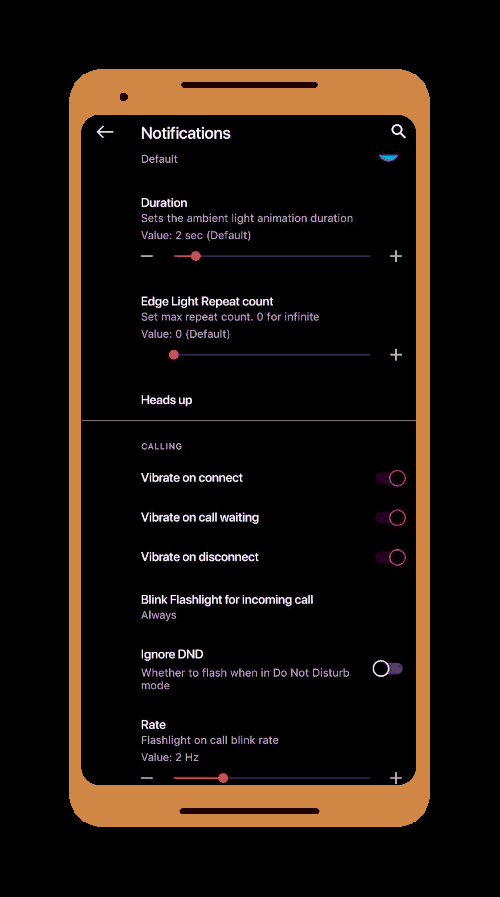 Notifications
Default
Duration
Sets the ambient light animation duration
Value: 2 sec (Default)
Edge Light Repeat count
Set max repeat count. 0 for infinite
Value: 0 (Default)
Heads up
CALLING
Vibrate on connect
Vibrate on call waiting
Vibrate on disconnect
Blink Flashlight for incoming call
Always
Ignore DND
Whether to flash when in Do Not Disturb
mode
Rate
Flashlight on call blink rate
Value: 2 Hz